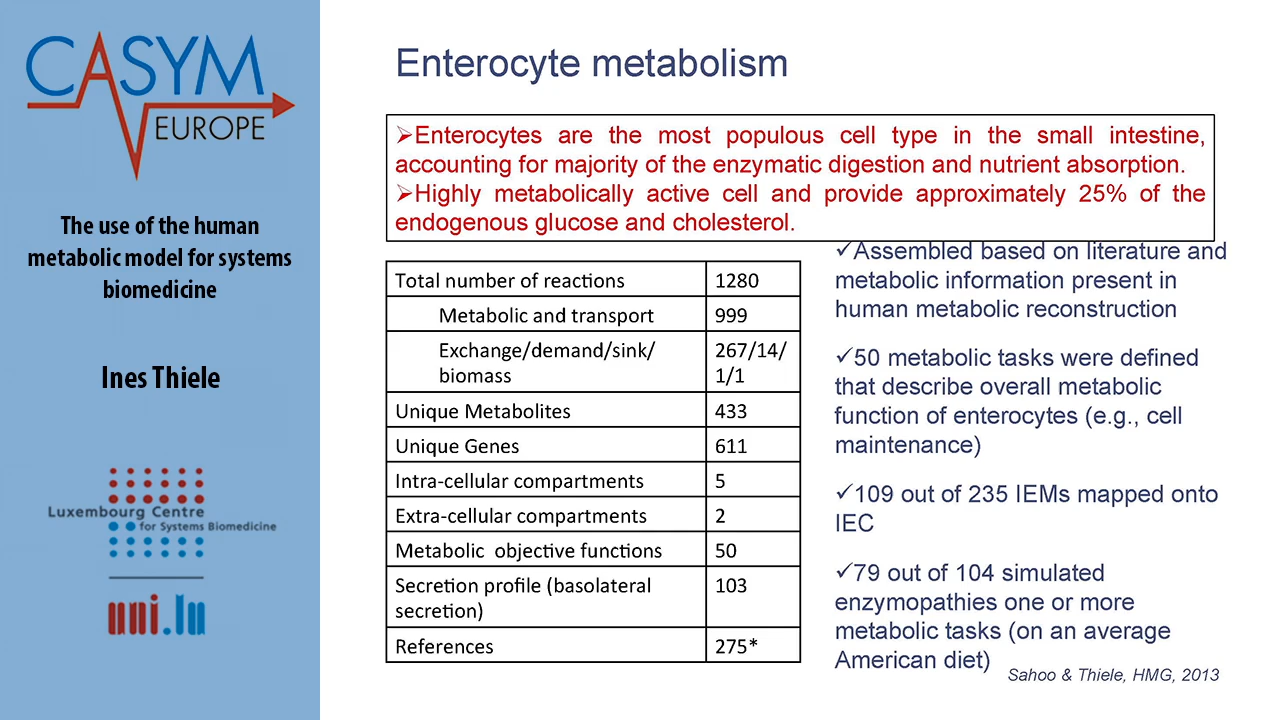 CASYM
EUROPE
The use of the human
metabolic model for systems
biomedicine
Ines Thiele
Luxembourg Centre
for Systems Biomedicine
uni.lu
Enterocyte metabolism
➢Enterocytes are the most populous cell type in the small intestine,
accounting for majority of the enzymatic digestion and nutrient absorption.
➢Highly metabolically active cell and provide approximately 25% of the
endogenous glucose and cholesterol.
Total number of reactions 1280
Metabolic and transport 999
Exchange/demand/sink/ 267/14/
biomass 1/1
Unique Metabolites 433
Unique Genes 611
Intra-cellular compartments 5
Extra-cellular compartments 2
Metabolic objective functions 50
Secretion profile (basolateral 103
secretion)
References 275*
✓Assembled based on literature and
metabolic information present in
human metabolic reconstruction
✓50 metabolic tasks were defined
that describe overall metabolic
function of enterocytes (e.g., cell
maintenance)
✓109 out of 235 IEMs mapped onto
IEC
✓79 out of 104 simulated
enzymopathies one or more
metabolic tasks (on an average
American diet)
Sahoo & Thiele, HMG, 2013